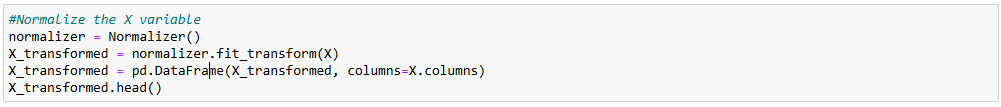 #Normalize the X variable
normalizer = Normalizer()
X_transformed = normalizer.fit_transform(X)
X_transformed = pd.DataFrame(X_transformed, columns=X.columns)
X_transformed.head()